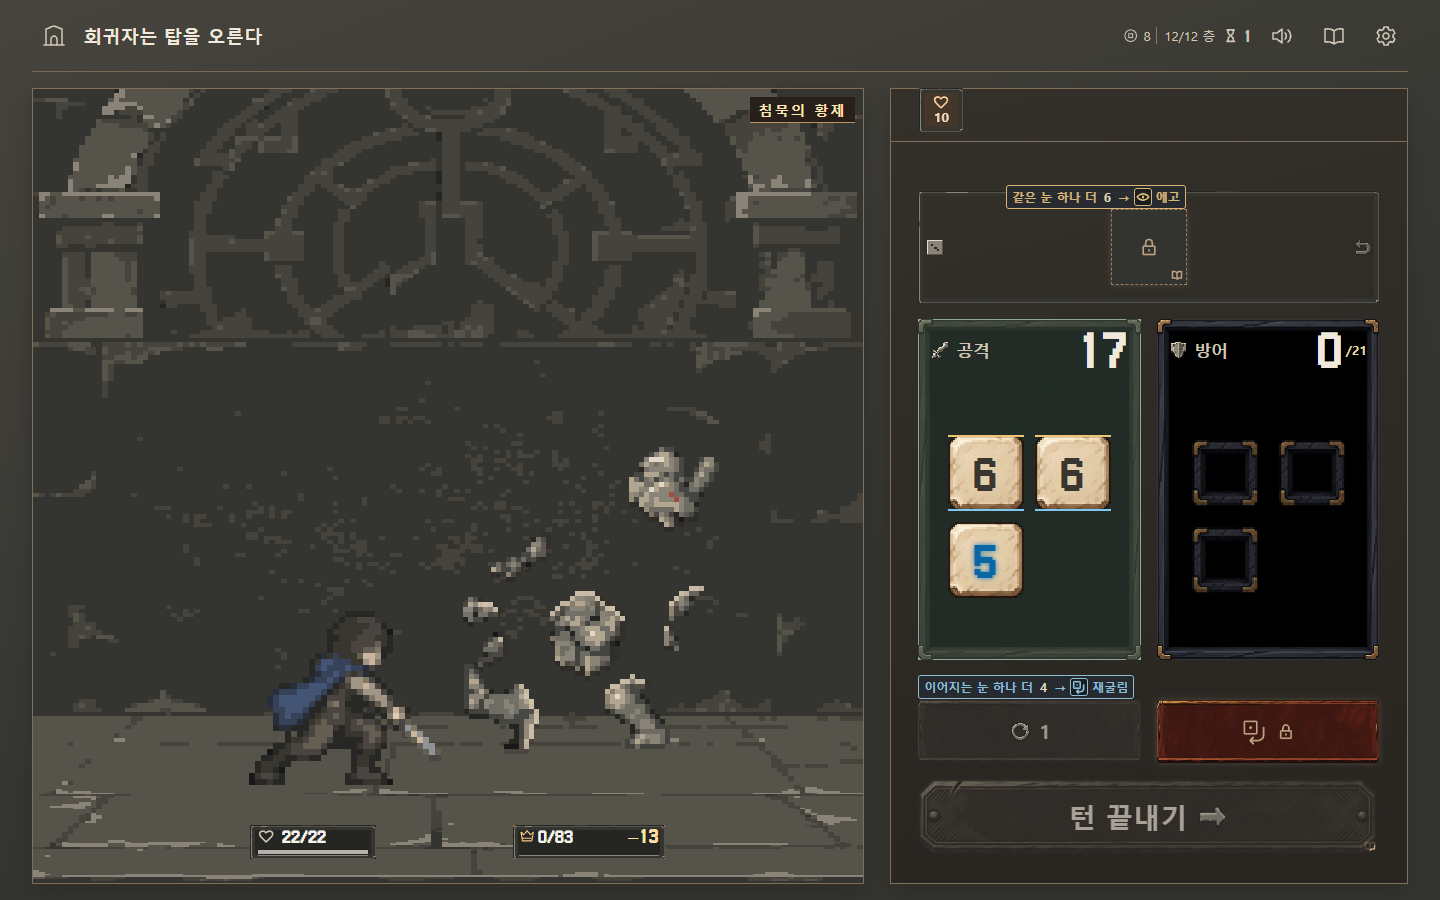 회귀자는 탑을 오른다
8 12/12 층 1
침묵의 황제
10
같은 눈 하나 더 6 → 에고
공격 17
방어 0/21
6 6
5
이어지는 눈 하나 더 4 → 재굴림
1
턴 끝내기
22/22
0/83 –13